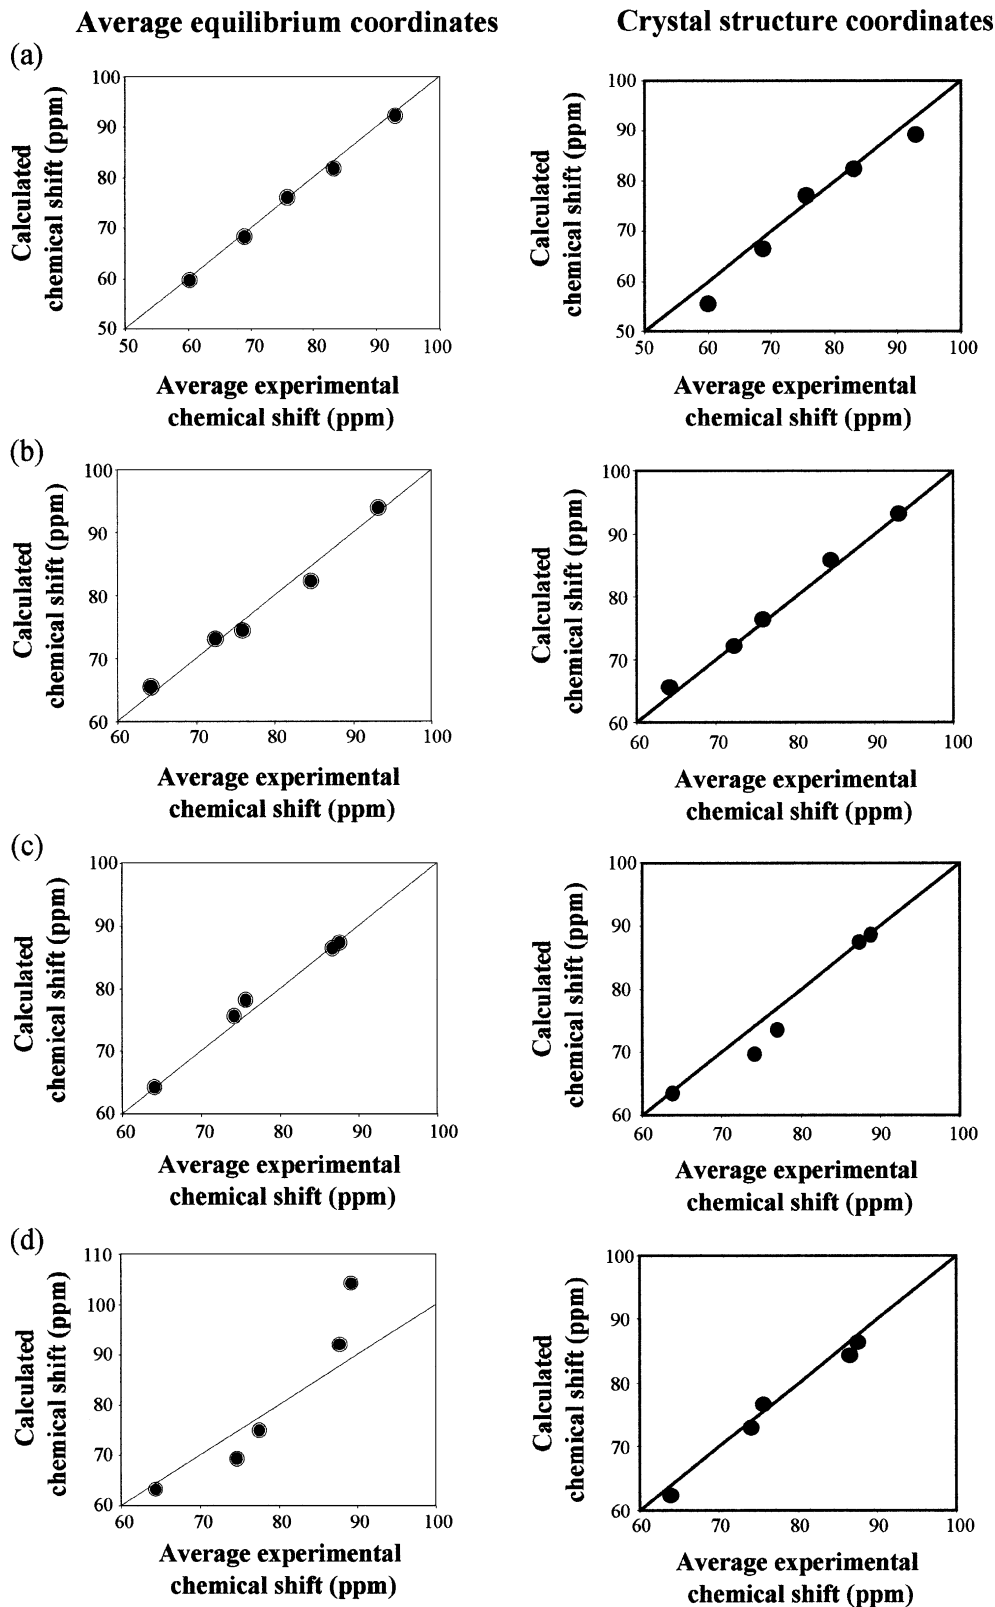 Average equilibrium coordinates
Crystal structure coordinates
(a)
100
90
80
70
60
50
50 60 70 80 90 100
Calculated
chemical shift (ppm)
Average experimental
chemical shift (ppm)
100
90
80
70
60
50
50 60 70 80 90 100
Calculated
chemical shift (ppm)
Average experimental
chemical shift (ppm)
(b)
100
90
80
70
60
60 70 80 90 100
Calculated
chemical shift (ppm)
Average experimental
chemical shift (ppm)
100
90
80
70
60
60 70 80 90 100
Calculated
chemical shift (ppm)
Average experimental
chemical shift (ppm)
(c)
100
90
80
70
60
60 70 80 90 100
Calculated
chemical shift (ppm)
Average experimental
chemical shift (ppm)
100
90
80
70
60
60 70 80 90 100
Calculated
chemical shift (ppm)
Average experimental
chemical shift (ppm)
(d)
110
100
90
80
70
60
60 70 80 90 100
Calculated
chemical shift (ppm)
Average experimental
chemical shift (ppm)
100
90
80
70
60
60 70 80 90 100
Calculated
chemical shift (ppm)
Average experimental
chemical shift (ppm)